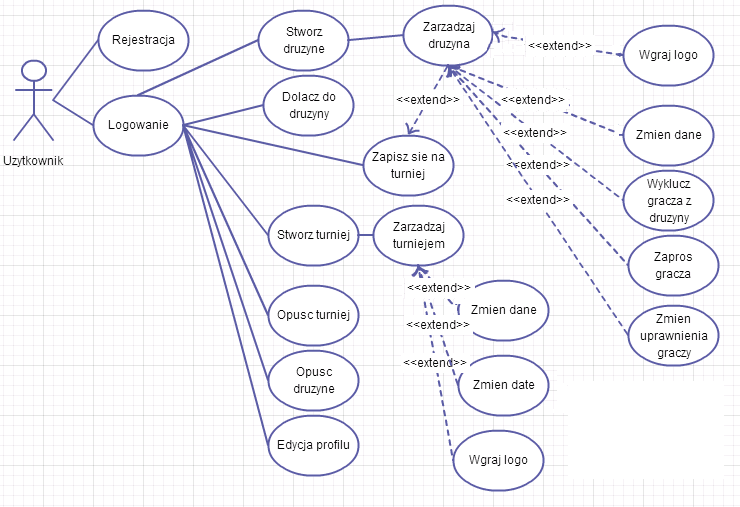 Rejestracja
Stworz
druzyne
Zarzadzaj
druzyna
<<extend>>
Wgraj logo
Uzytkownik
Logowanie
Dolacz do
druzyny
<<extend>>
<<extend>>
Zmien dane
Zapisz sie na
turniej
<<extend>>
<<extend>>
Wyklucz
gracza z
druzyny
<<extend>>
Stworz turniej
Zarzadzaj
turniejem
Zapros
gracza
<<extend>>
Zmien dane
Opusc turniej
<<extend>>
Zmien
uprawnienia
graczy
<<extend>>
Opusc
druzyne
Zmien date
Edycja profilu
Wgraj logo